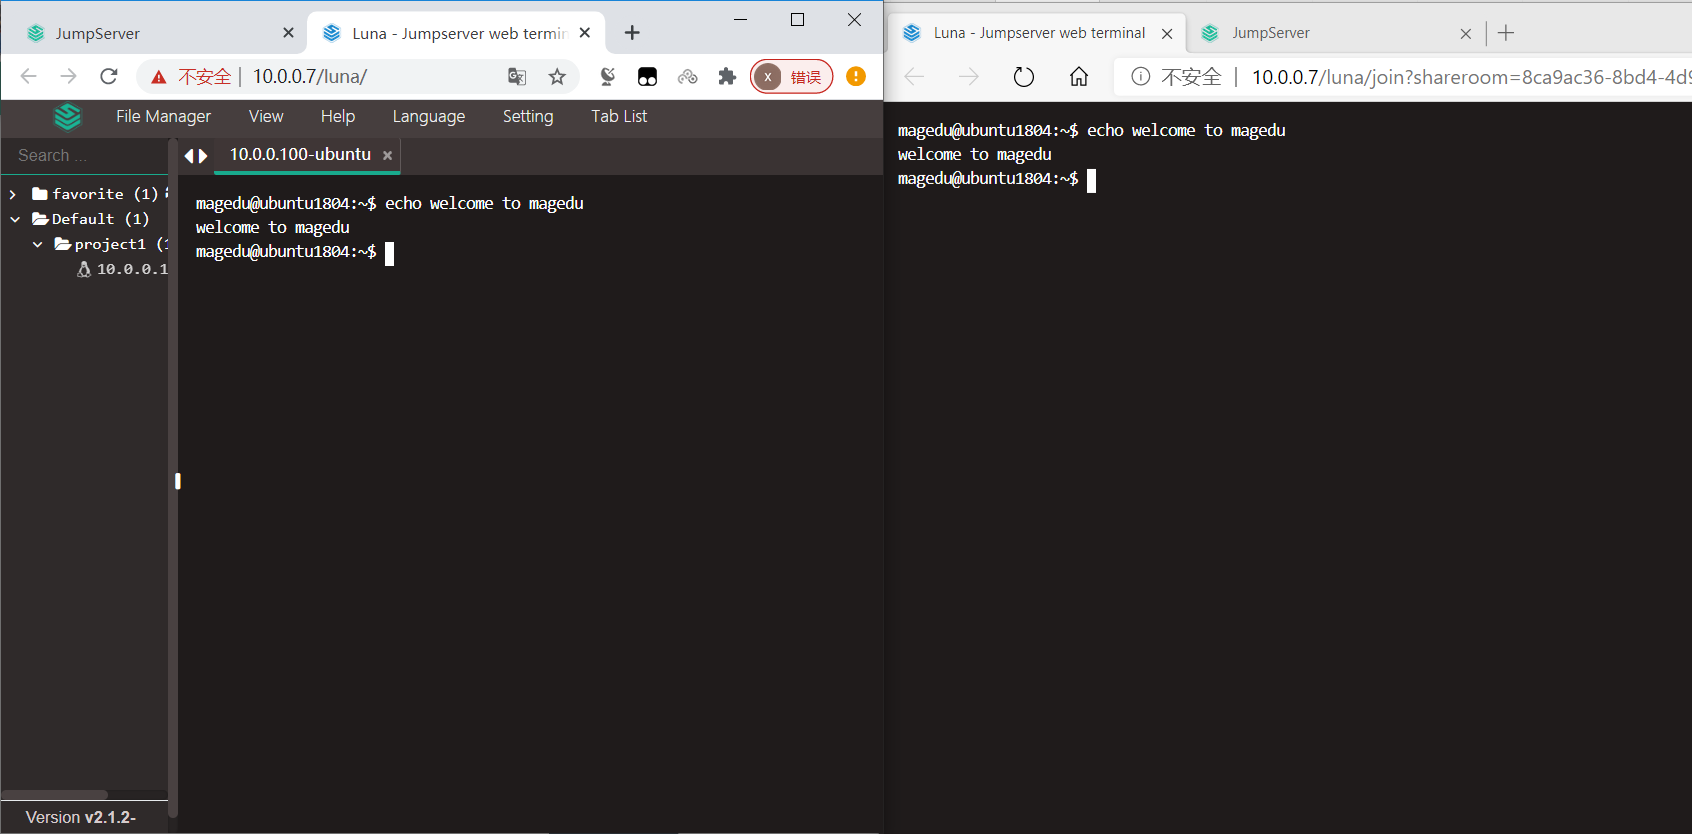 JumpServer
Luna - Jumpserver web termin
不安全 10.0.0.7/luna/
x 错误
File Manager View Help Language Setting Tab List
Search ...
10.0.0.100-ubuntu
favorite (1)
Default (1)
project1 (1
10.0.0.1
magedu@ubuntu1804:~$ echo welcome to magedu
welcome to magedu
magedu@ubuntu1804:~$
Version v2.1.2-
Luna - Jumpserver web terminal
JumpServer
不安全 10.0.0.7/luna/join?shareroom=8ca9ac36-8bd4-4d9
magedu@ubuntu1804:~$ echo welcome to magedu
welcome to magedu
magedu@ubuntu1804:~$